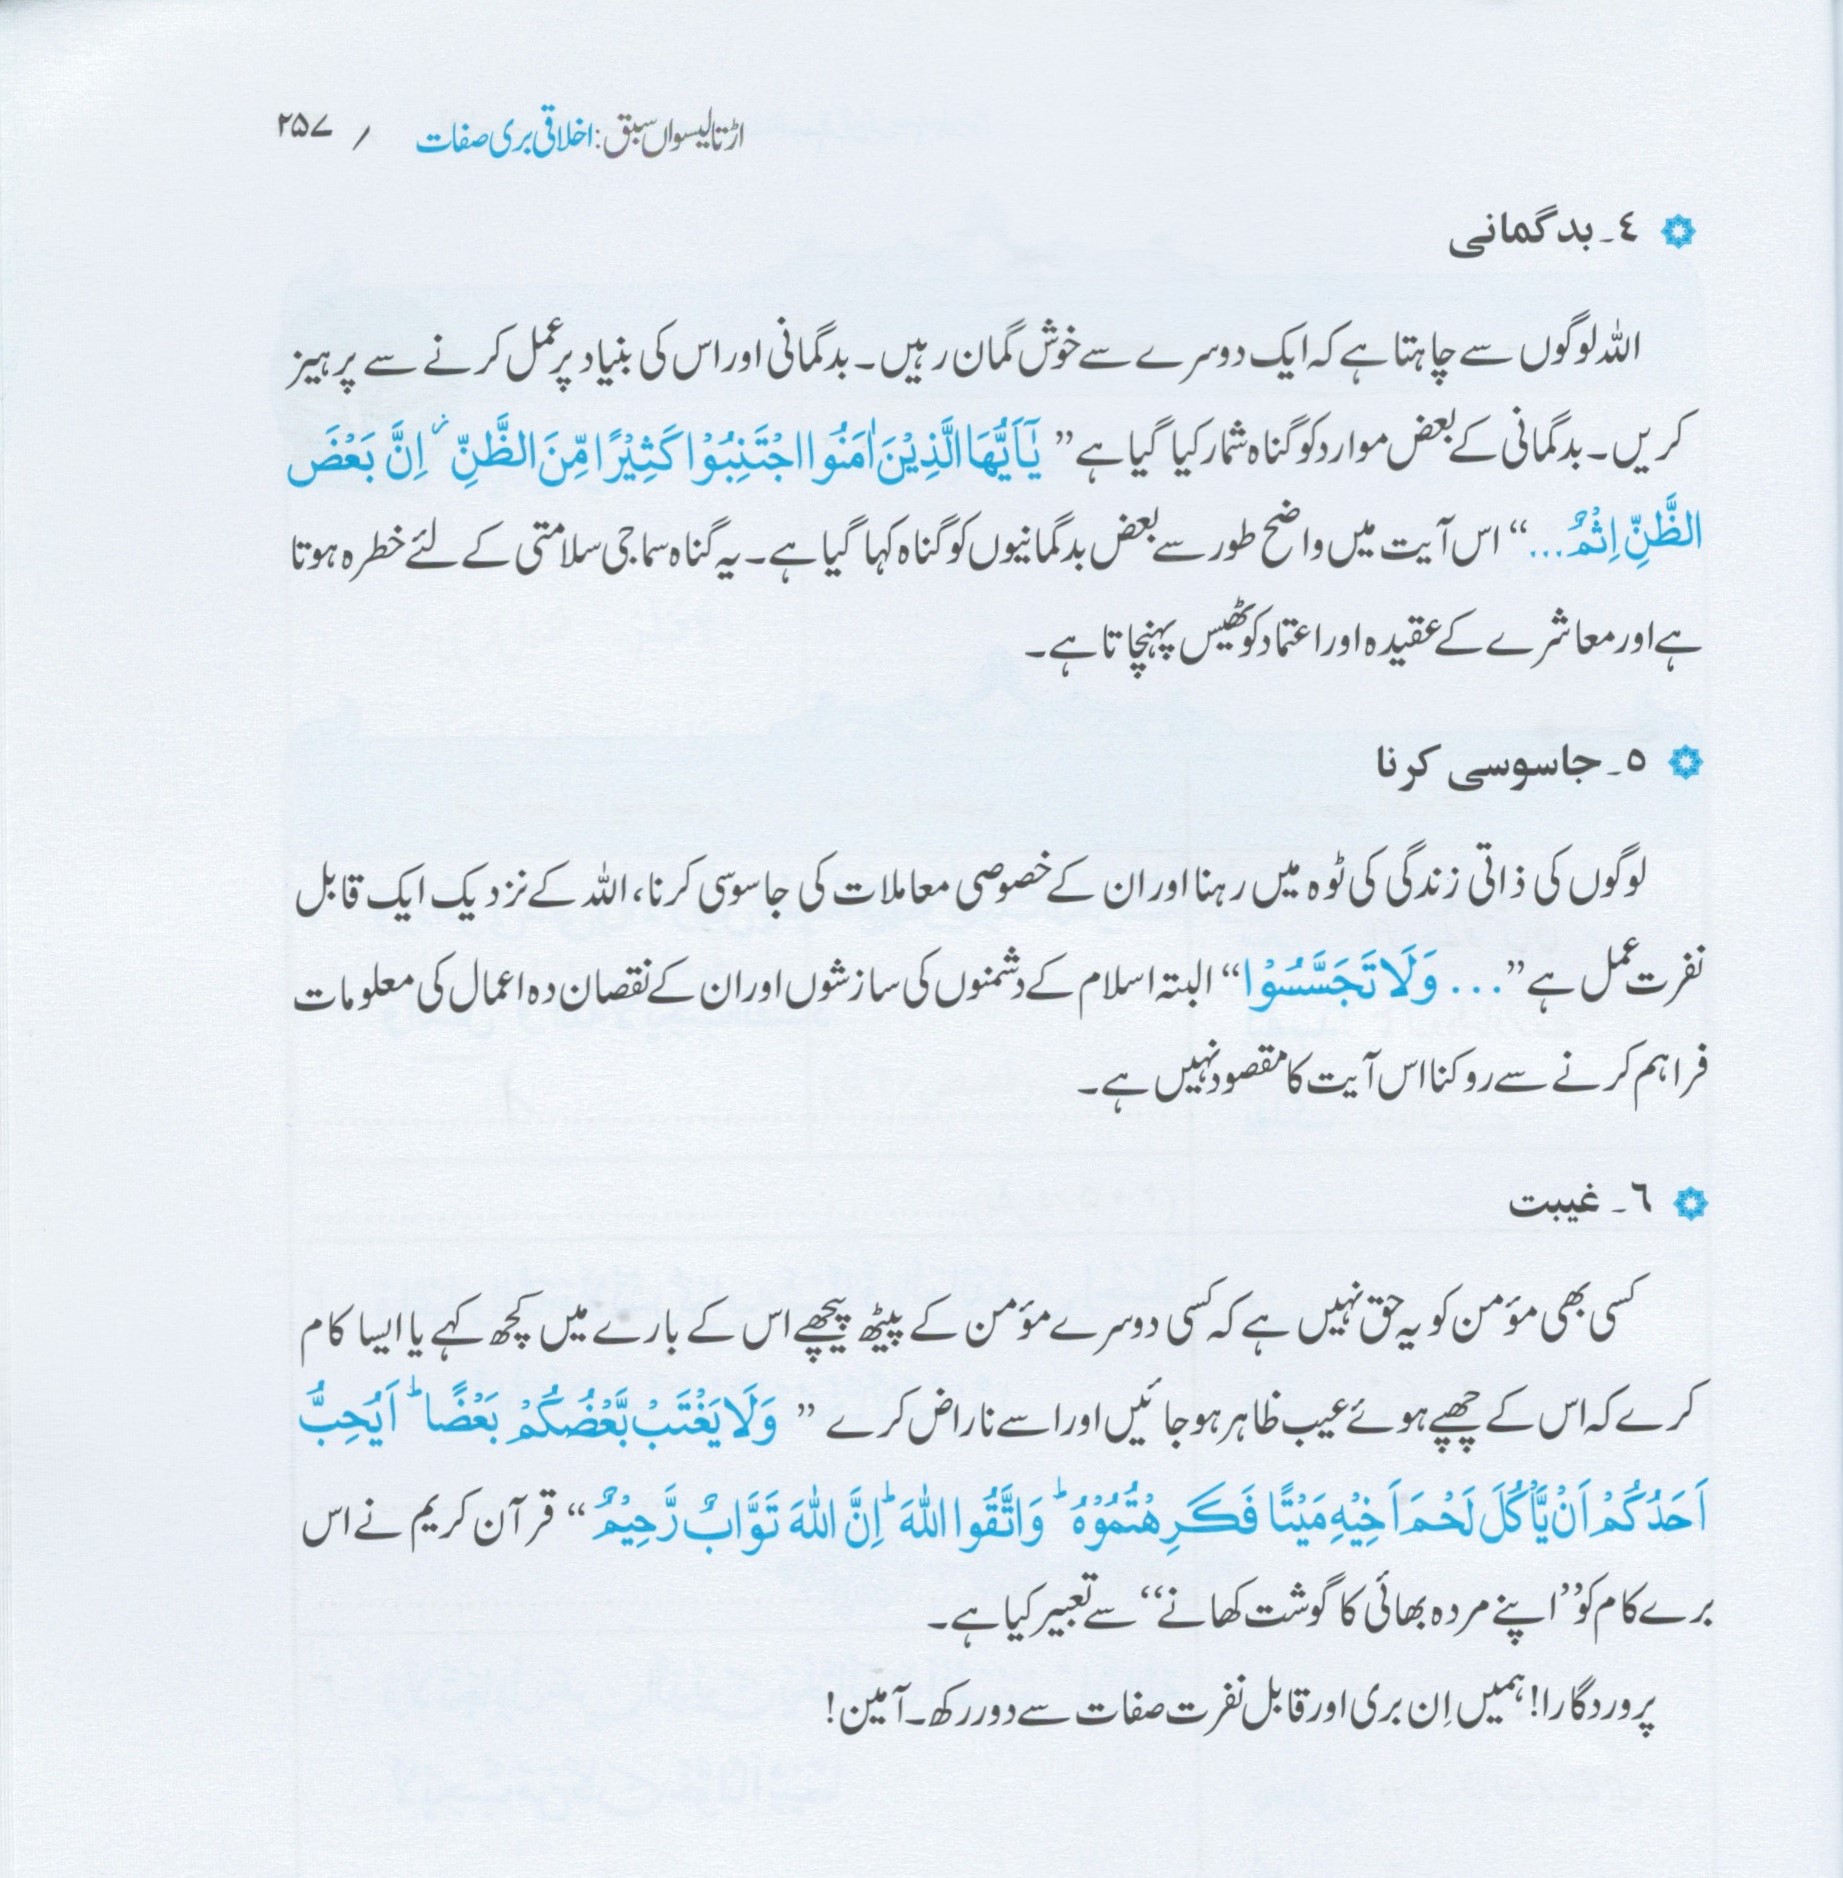 اڑتالیسواں سبق: اخلاقی بری صفات / ۲۵۷
٤۔ بدگمانی
اللہ لوگوں سے چاہتا ہے کہ ایک دوسرے سے خوش گمان رہیں۔ بدگمانی اور اس کی بنیاد پر عمل کرنے سے پرہیز
کریں۔ بدگمانی کے بعض موارد کو گناہ شمار کیا گیا ہے ” یٰۤاَیُّهَا الَّذِیْنَ اٰمَنُوا اجْتَنِبُوْا كَثِیْرًا مِّنَ الظَّنِّ ؗ اِنَّ بَعْضَ
الظَّنِّ اِثْمٌ...“ اس آیت میں واضح طور سے بعض بدگمانیوں کو گناہ کہا گیا ہے۔ یہ گناہ سماجی سلامتی کے لئے خطرہ ہوتا
ہے اور معاشرے کے عقیدہ اور اعتماد کو ٹھیس پہنچاتا ہے۔
٥۔ جاسوسی کرنا
لوگوں کی ذاتی زندگی کی ٹوہ میں رہنا اور ان کے خصوصی معاملات کی جاسوسی کرنا، اللہ کے نزدیک ایک قابل
نفرت عمل ہے ”... وَلَا تَجَسَّسُوْا“ البتہ اسلام کے دشمنوں کی سازشوں اور ان کے نقصان دہ اعمال کی معلومات
فراہم کرنے سے روکنا اس آیت کا مقصود نہیں ہے۔
٦۔ غیبت
کسی بھی مؤمن کو یہ حق نہیں ہے کہ کسی دوسرے مؤمن کے پیٹھ پیچھے اس کے بارے میں کچھ کہے یا ایسا کام
کرے کہ اس کے چھپے ہوئے عیب ظاہر ہو جائیں اور اسے ناراض کرے ” وَلَا یَغْتَبْ بَّعْضُكُمْ بَعْضًا ؕ اَیُحِبُّ
اَحَدُكُمْ اَنْ یَّاْكُلَ لَحْمَ اَخِیْهِ مَیْتًا فَكَرِهْتُمُوْهُ ؕ وَاتَّقُوا اللّٰهَ ؕ اِنَّ اللّٰهَ تَوَّابٌ رَّحِیْمٌ“ قرآن کریم نے اس
برے کام کو ”اپنے مردہ بھائی کا گوشت کھانے“ سے تعبیر کیا ہے۔
پروردگارا! ہمیں اِن بری اور قابل نفرت صفات سے دور رکھ۔ آمین!